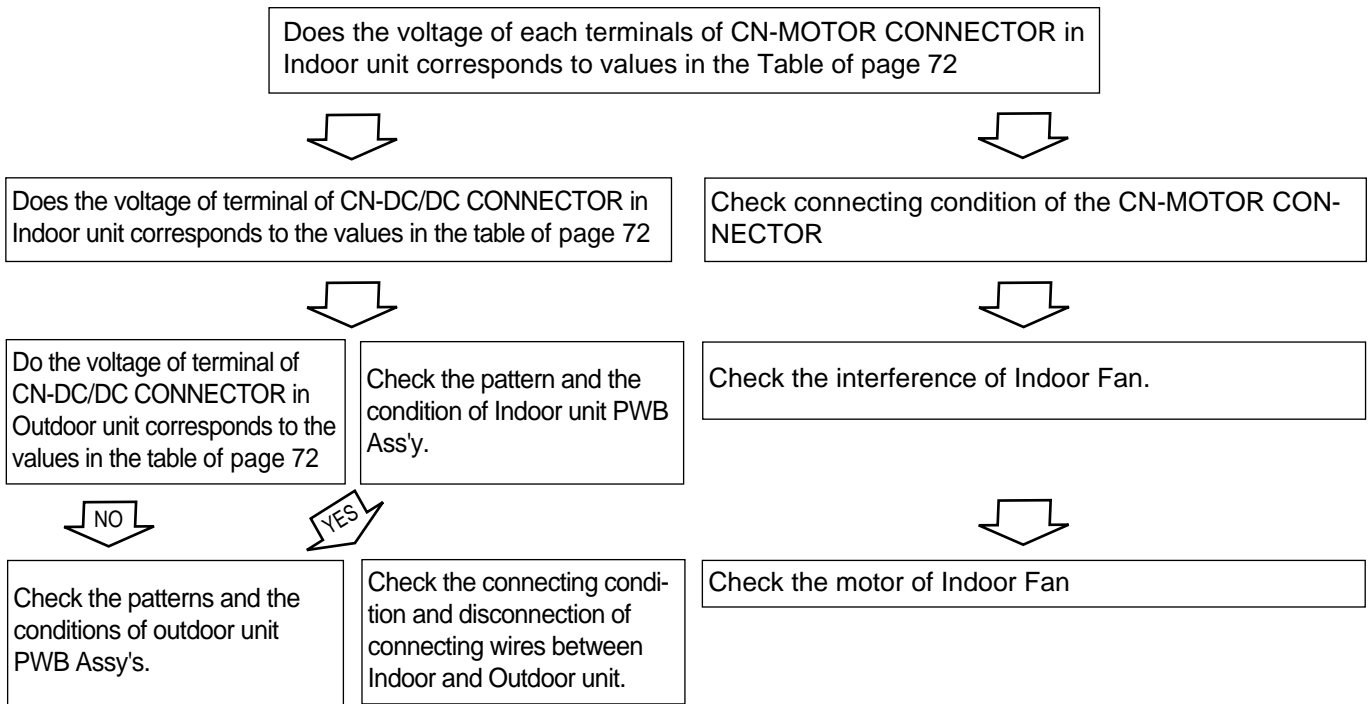 Does the voltage of each terminals of CN-MOTOR CONNECTOR in
Indoor unit corresponds to values in the Table of page 72
Does the voltage of terminal of CN-DC/DC CONNECTOR in
Indoor unit corresponds to the values in the table of page 72
Check connecting condition of the CN-MOTOR CON-
NECTOR
Do the voltage of terminal of
CN-DC/DC CONNECTOR in
Outdoor unit corresponds to the
values in the table of page 72
Check the pattern and the
condition of Indoor unit PWB
Ass'y.
Check the interference of Indoor Fan.
NO
YES
Check the patterns and the
conditions of outdoor unit
PWB Assy's.
Check the connecting condi-
tion and disconnection of
connecting wires between
Indoor and Outdoor unit.
Check the motor of Indoor Fan